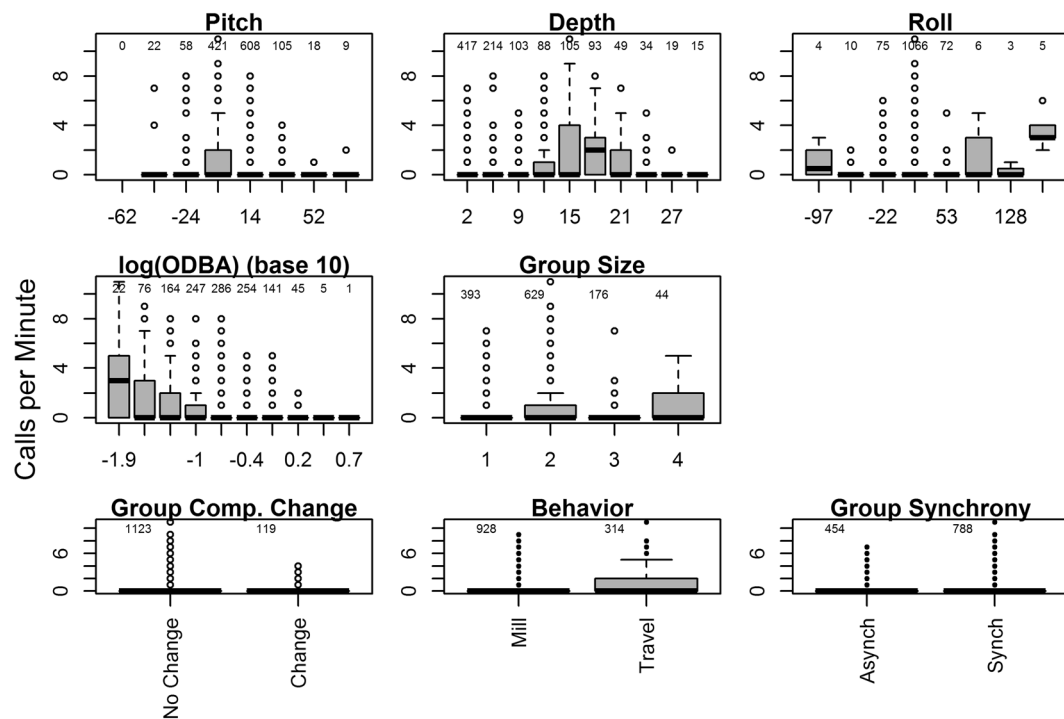 Pitch Depth Roll
0 22 58 421 608 105 18 9
417 214 103 88 105 93 49 34 19 15
4 10 75 1066 72 6 3 5
8 8 8
4 4 4
0 0 0
-62 -24 14 52
2 9 15 21 27
-97 -22 53 128
Calls per Minute
log(ODBA) (base 10) Group Size
22 76 164 247 286 254 141 45 5 1
393 629 176 44
8 8
4 4
0 0
-1.9 -1 -0.4 0.2 0.7
1 2 3 4
Group Comp. Change Behavior Group Synchrony
1123 119
928 314
454 788
6 6 6
0 0 0
No Change Change
Mill Travel
Asynch Synch